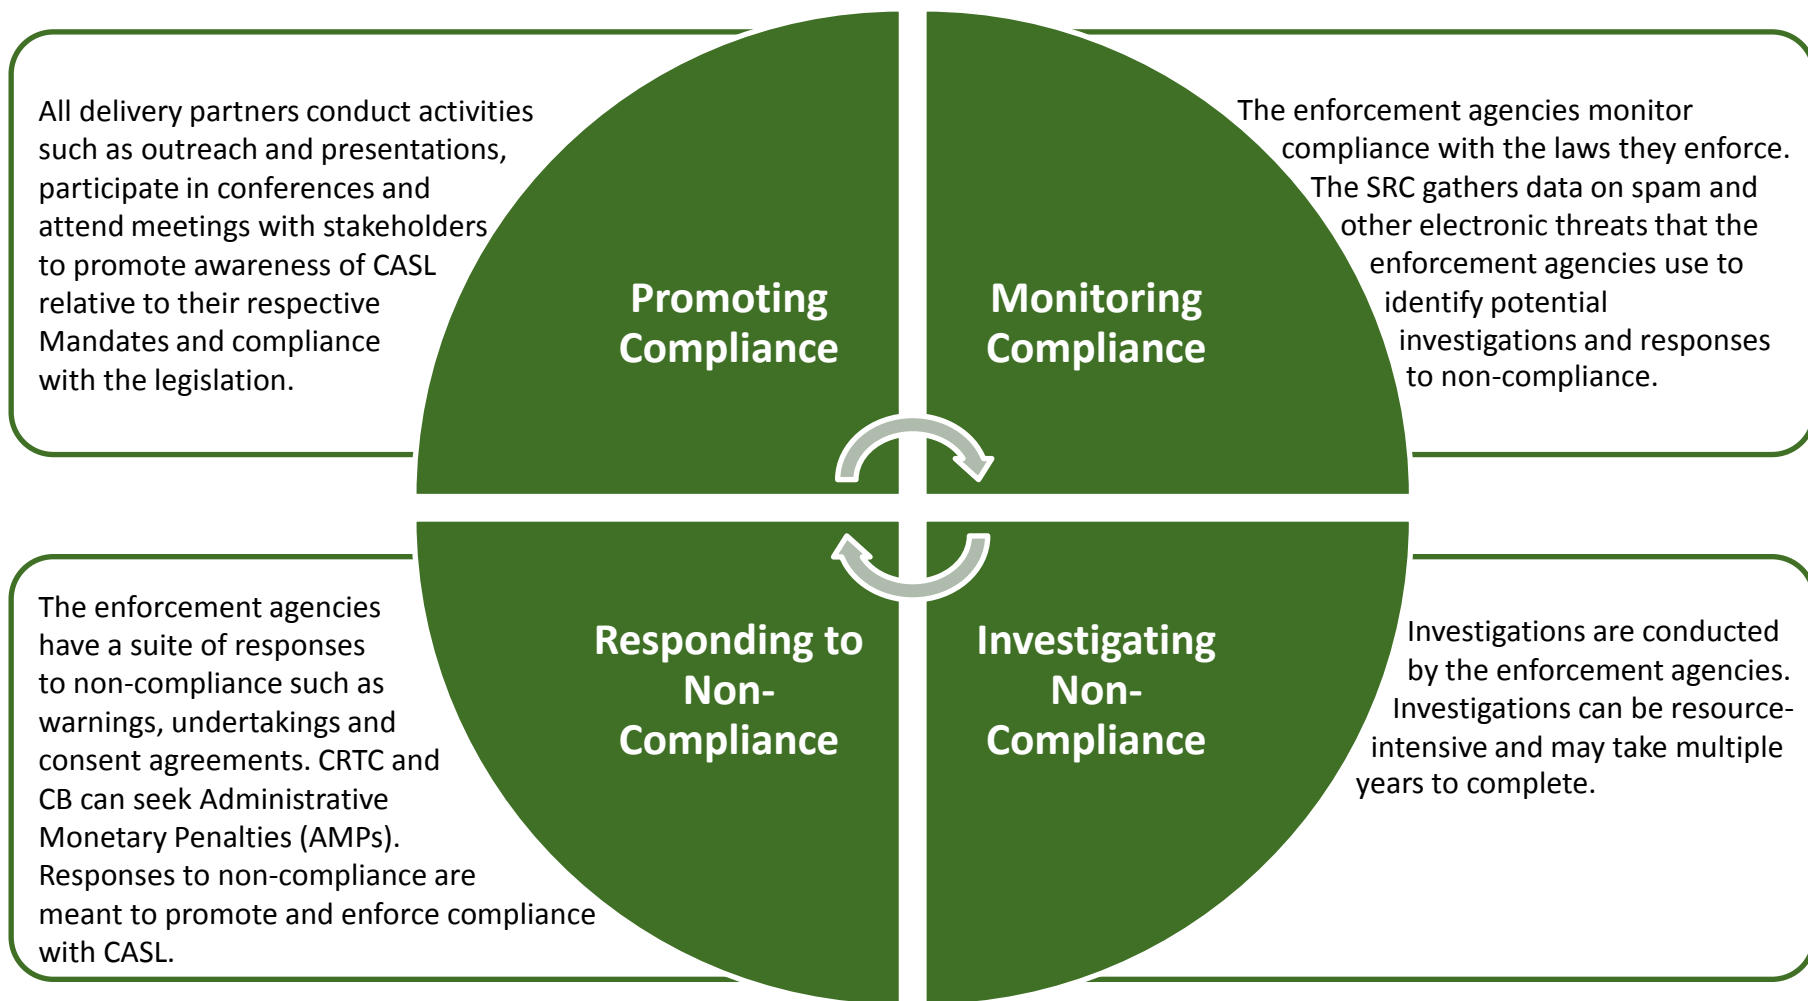 All delivery partners conduct activities
such as outreach and presentations,
participate in conferences and
attend meetings with stakeholders
to promote awareness of CASL
relative to their respective
Mandates and compliance
with the legislation.
Promoting
Compliance
Monitoring
Compliance
The enforcement agencies monitor
compliance with the laws they enforce.
The SRC gathers data on spam and
other electronic threats that the
enforcement agencies use to
identify potential
investigations and responses
to non-compliance.
The enforcement agencies
have a suite of responses
to non-compliance such as
warnings, undertakings and
consent agreements. CRTC and
CB can seek Administrative
Monetary Penalties (AMPs).
Responses to non-compliance are
meant to promote and enforce compliance
with CASL.
Responding to
Non-
Compliance
Investigating
Non-
Compliance
Investigations are conducted
by the enforcement agencies.
Investigations can be resource-
intensive and may take multiple
years to complete.